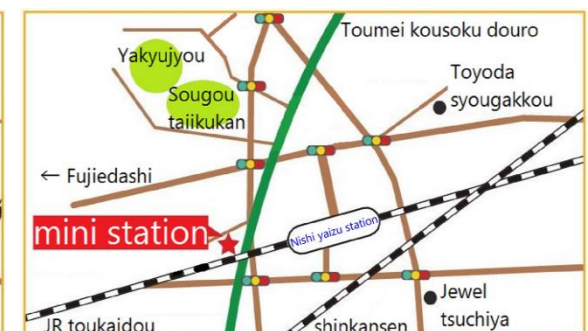 Toumei kousoku douro
Yakyujyou
Toyoda
syougakkou
Sougou
taiikukan
← Fujiedashi
mini station
Nishi yaizu station
Jewel
tsuchiya
JR toukaidou
shinkansen